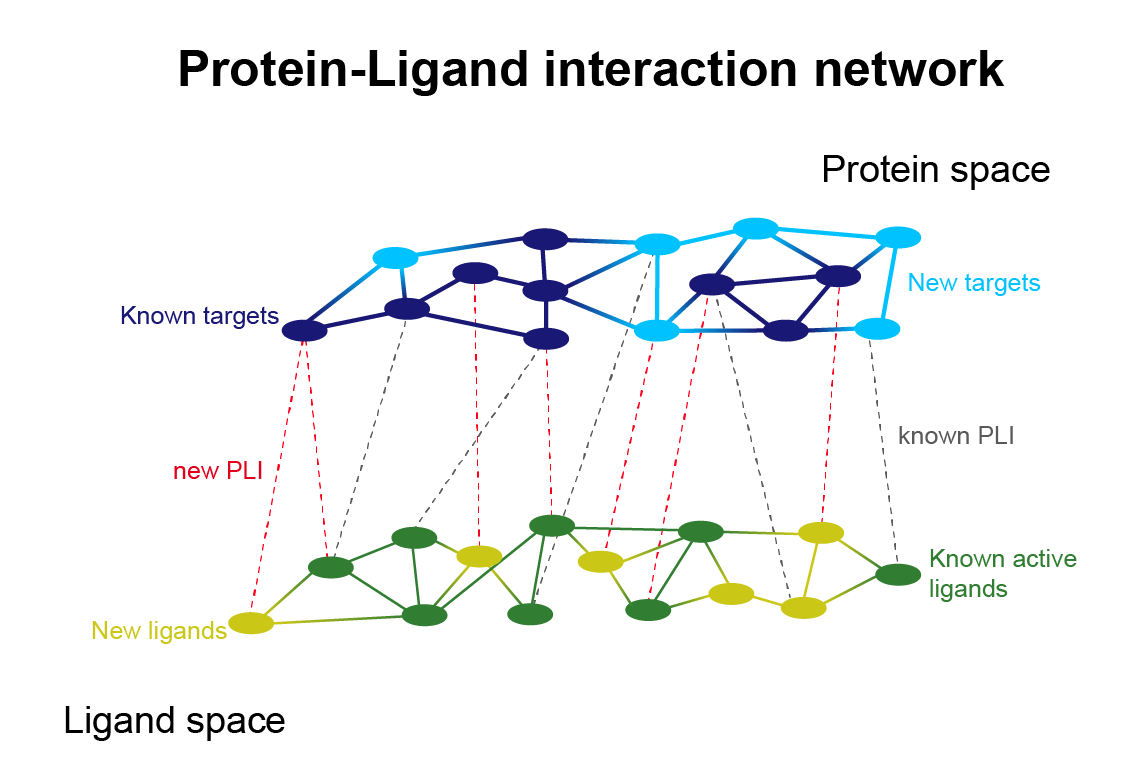 Protein-Ligand interaction network
Protein space
New targets
Known targets
known PLI
new PLI
Known active
ligands
New ligands
Ligand space